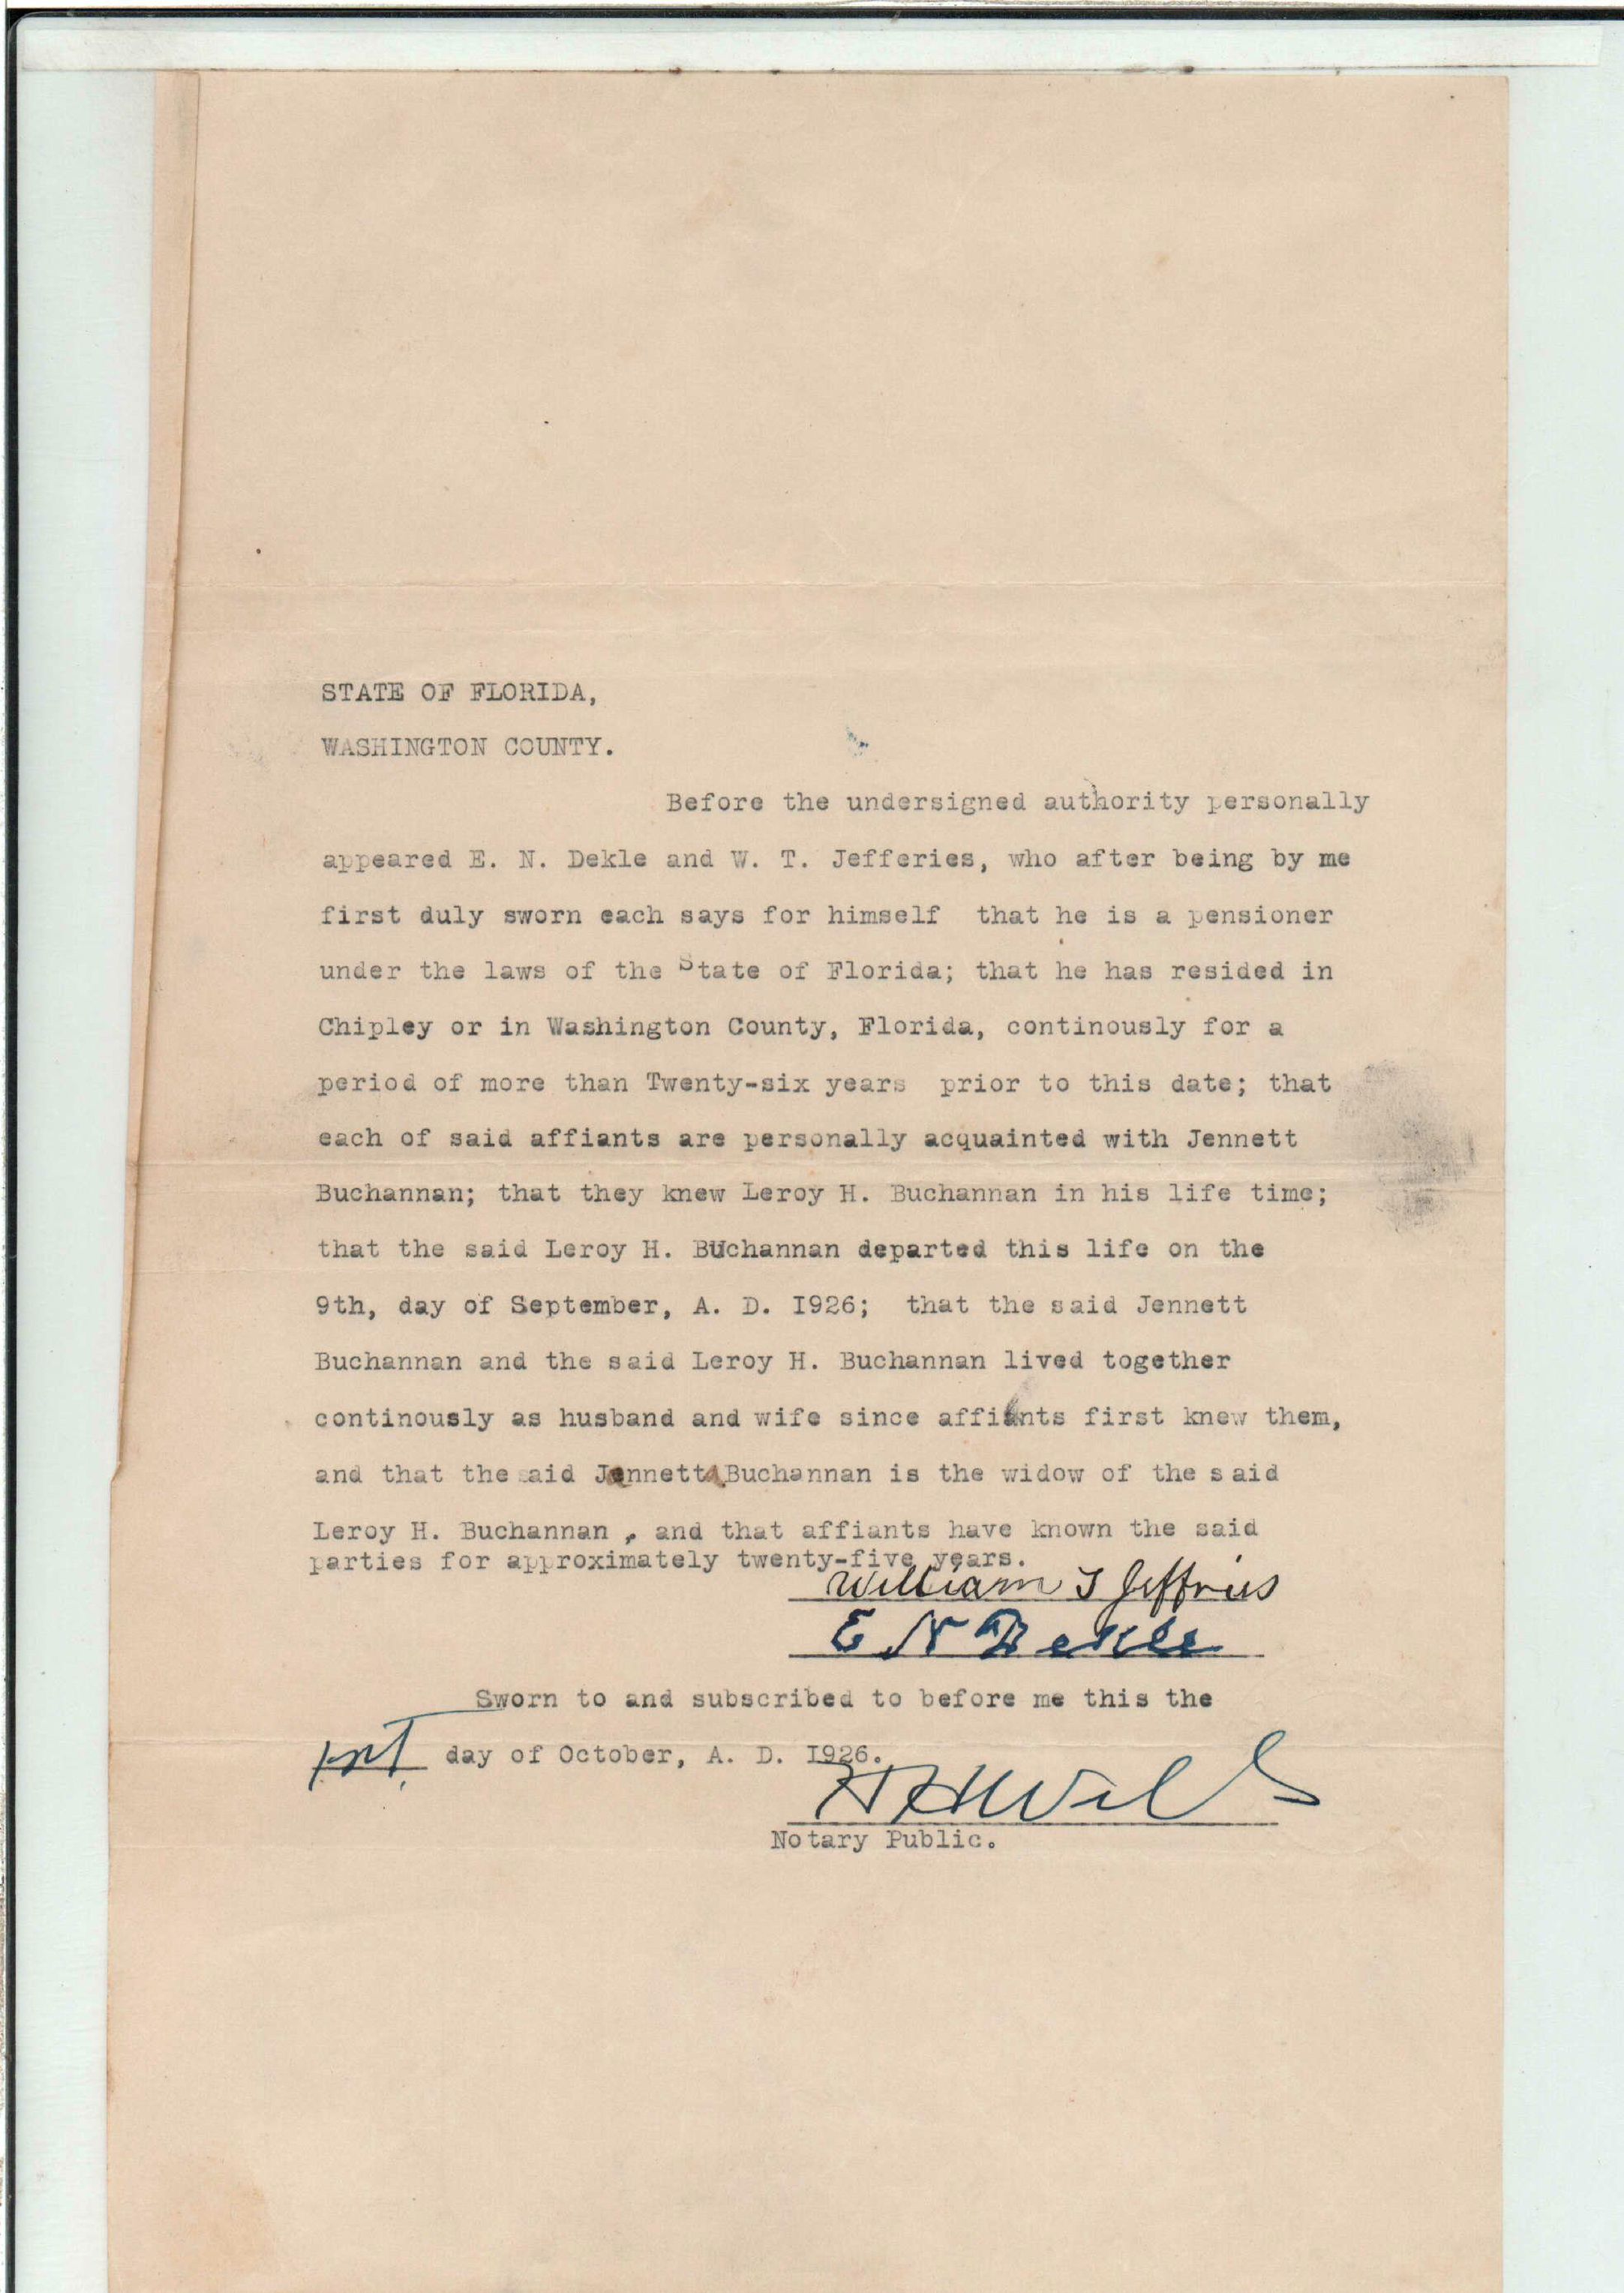 STATE OF FLORIDA,
WASHINGTON COUNTY.
Before the undersigned authority personally
appeared E. N. Dekle and W. T. Jefferies, who after being by me
first duly sworn each says for himself that he is a pensioner
under the laws of the State of Florida; that he has resided in
Chipley or in Washington County, Florida, continously for a
period of more than Twenty-six years prior to this date; that
each of said affiants are personally acquainted with Jennett
Buchannan; that they knew Leroy H. Buchannan in his life time;
that the said Leroy H. BUchannan departed this life on the
9th, day of September, A. D. I926; that the said Jennett
Buchannan and the said Leroy H. Buchannan lived together
continously as husband and wife since affiants first knew them,
and that the said Jennett Buchannan is the widow of the said
Leroy H. Buchannan , and that affiants have known the said
parties for approximately twenty-five years.
William T Jeffries
E N Dekle
Sworn to and subscribed to before me this the
1st. day of October, A. D. I926.
Notary Public.